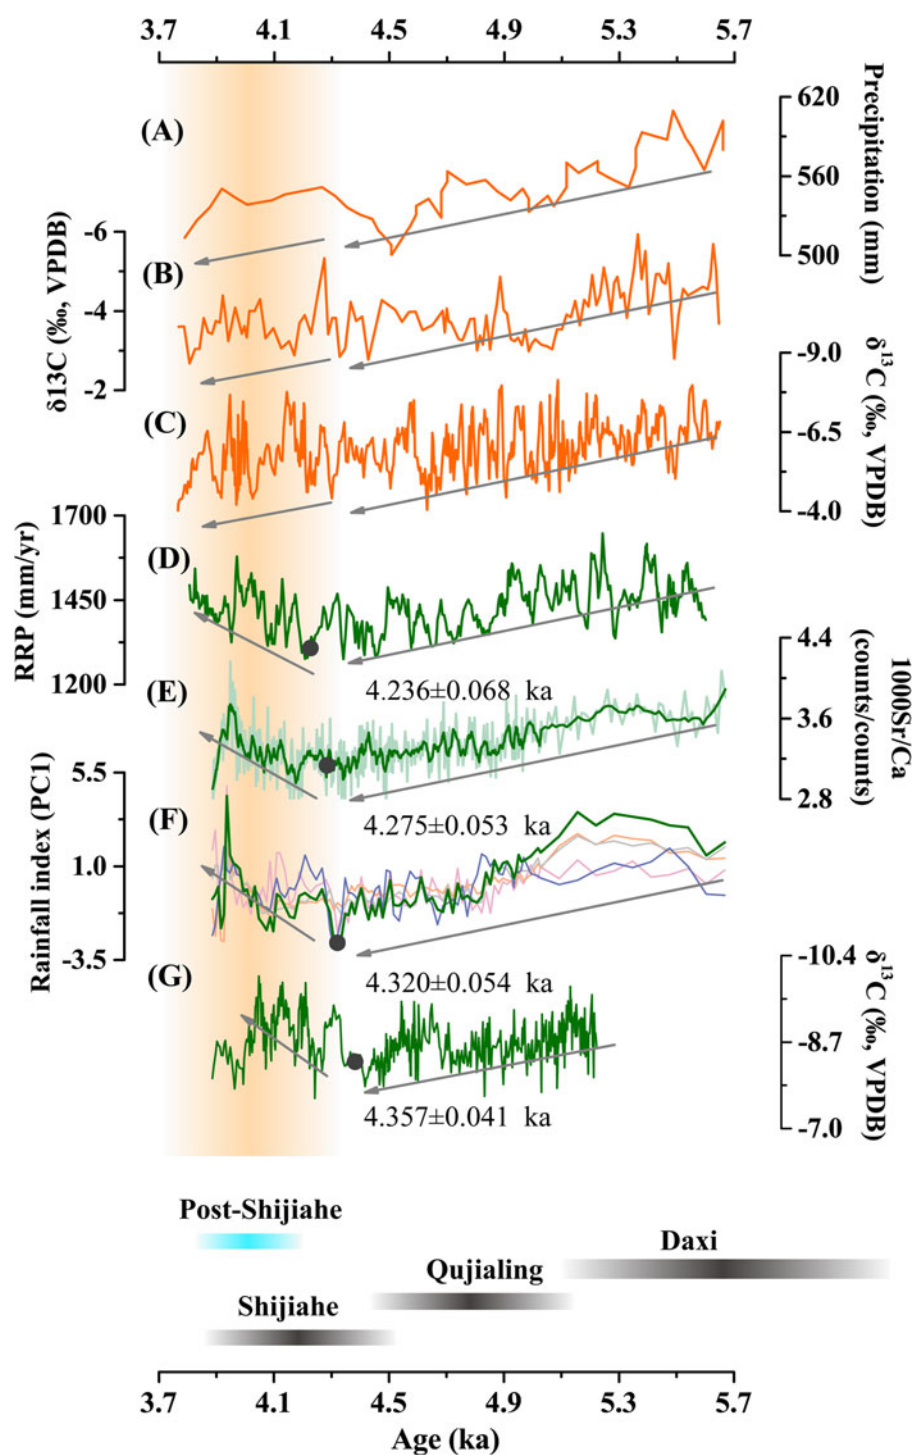 3.7 4.1 4.5 4.9 5.3 5.7
(A)
620
560
500
Precipitation (mm)
-6
-4
-2
δ13C (‰, VPDB)
(B)
-9.0
-6.5
-4.0
δ¹³C (‰, VPDB)
(C)
1700
1450
1200
RRP (mm/yr)
(D)
4.236±0.068 ka
4.4
3.6
2.8
1000Sr/Ca
(counts/counts)
(E)
4.275±0.053 ka
5.5
1.0
-3.5
Rainfall index (PC1)
(F)
4.320±0.054 ka
-10.4
-8.7
-7.0
δ¹³C (‰, VPDB)
(G)
4.357±0.041 ka
Post-Shijiahe
Daxi
Qujialing
Shijiahe
3.7 4.1 4.5 4.9 5.3 5.7
Age (ka)